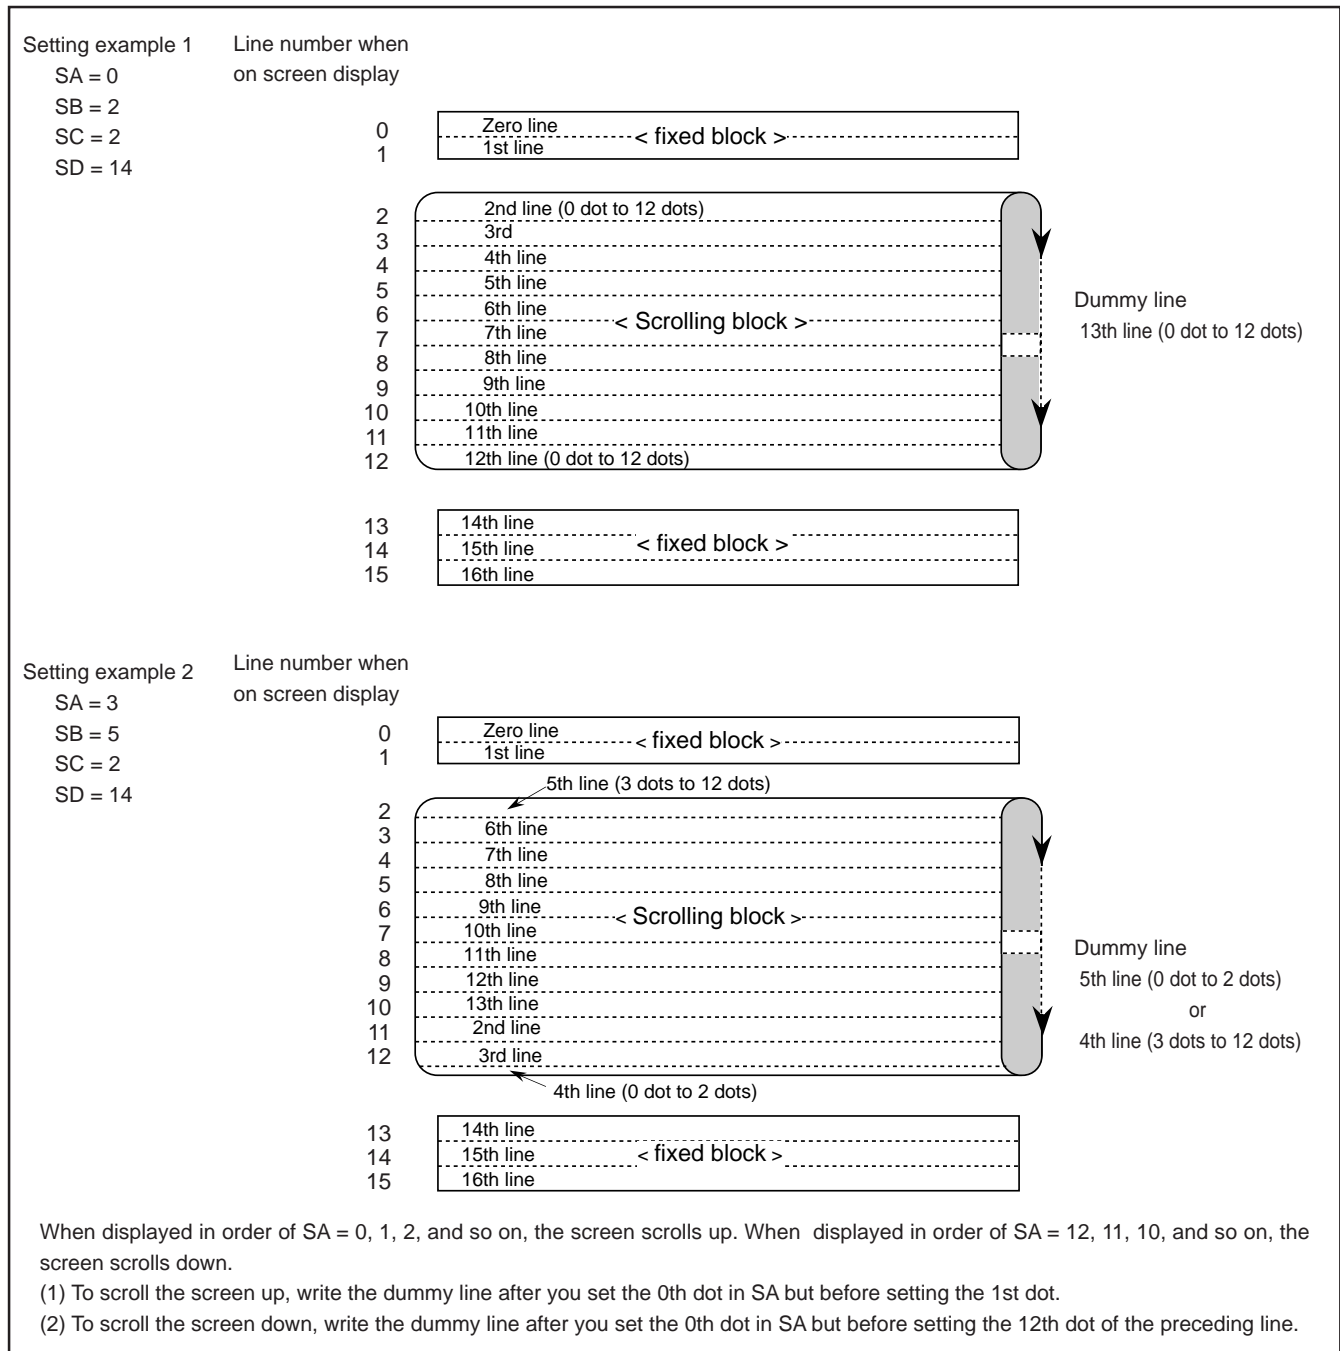 Setting example 1
SA = 0
SB = 2
SC = 2
SD = 14
Line number when
on screen display
0 Zero line
< fixed block >
1 1st line
2 2nd line (0 dot to 12 dots)
3 3rd
4 4th line
5 5th line
6 6th line
< Scrolling block >
7 7th line
8 8th line
9 9th line
10 10th line
11 11th line
12 12th line (0 dot to 12 dots)
Dummy line
13th line (0 dot to 12 dots)
13 14th line
14 15th line < fixed block >
15 16th line
Setting example 2
SA = 3
SB = 5
SC = 2
SD = 14
Line number when
on screen display
0 Zero line
< fixed block >
1 1st line
5th line (3 dots to 12 dots)
2
3 6th line
4 7th line
5 8th line
6 9th line
< Scrolling block >
7 10th line
8 11th line
9 12th line
10 13th line
11 2nd line
12 3rd line
4th line (0 dot to 2 dots)
Dummy line
5th line (0 dot to 2 dots)
or
4th line (3 dots to 12 dots)
13 14th line
14 15th line < fixed block >
15 16th line
When displayed in order of SA = 0, 1, 2, and so on, the screen scrolls up. When displayed in order of SA = 12, 11, 10, and so on, the
screen scrolls down.
(1) To scroll the screen up, write the dummy line after you set the 0th dot in SA but before setting the 1st dot.
(2) To scroll the screen down, write the dummy line after you set the 0th dot in SA but before setting the 12th dot of the preceding line.